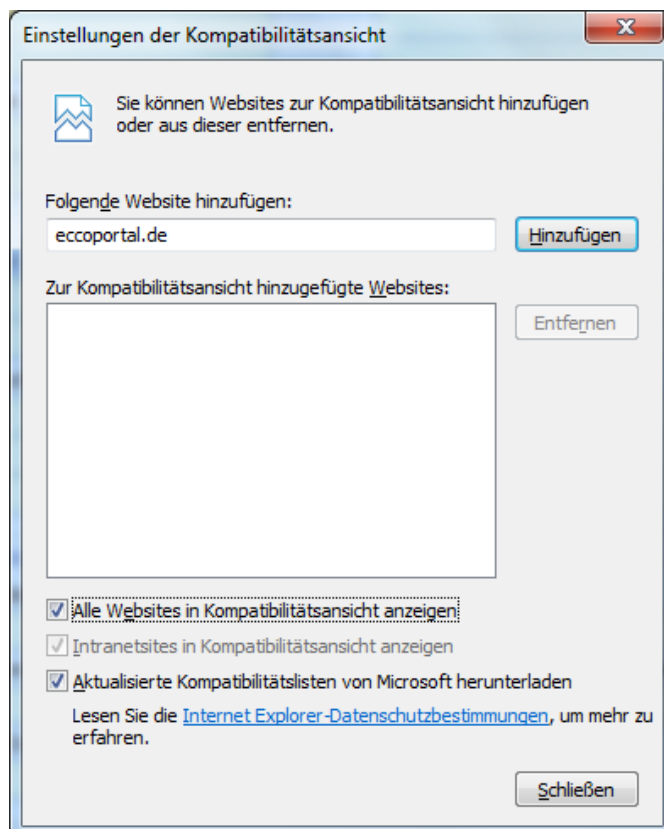 Einstellungen der Kompatibilitätsansicht
Sie können Websites zur Kompatibilitätsansicht hinzufügen
oder aus dieser entfernen.
Folgende Website hinzufügen:
eccoportal.de
Hinzufügen
Zur Kompatibilitätsansicht hinzugefügte Websites:
Entfernen
Alle Websites in Kompatibilitätsansicht anzeigen
Intranetsites in Kompatibilitätsansicht anzeigen
Aktualisierte Kompatibilitätslisten von Microsoft herunterladen
Lesen Sie die Internet Explorer-Datenschutzbestimmungen, um mehr zu
erfahren.
Schließen